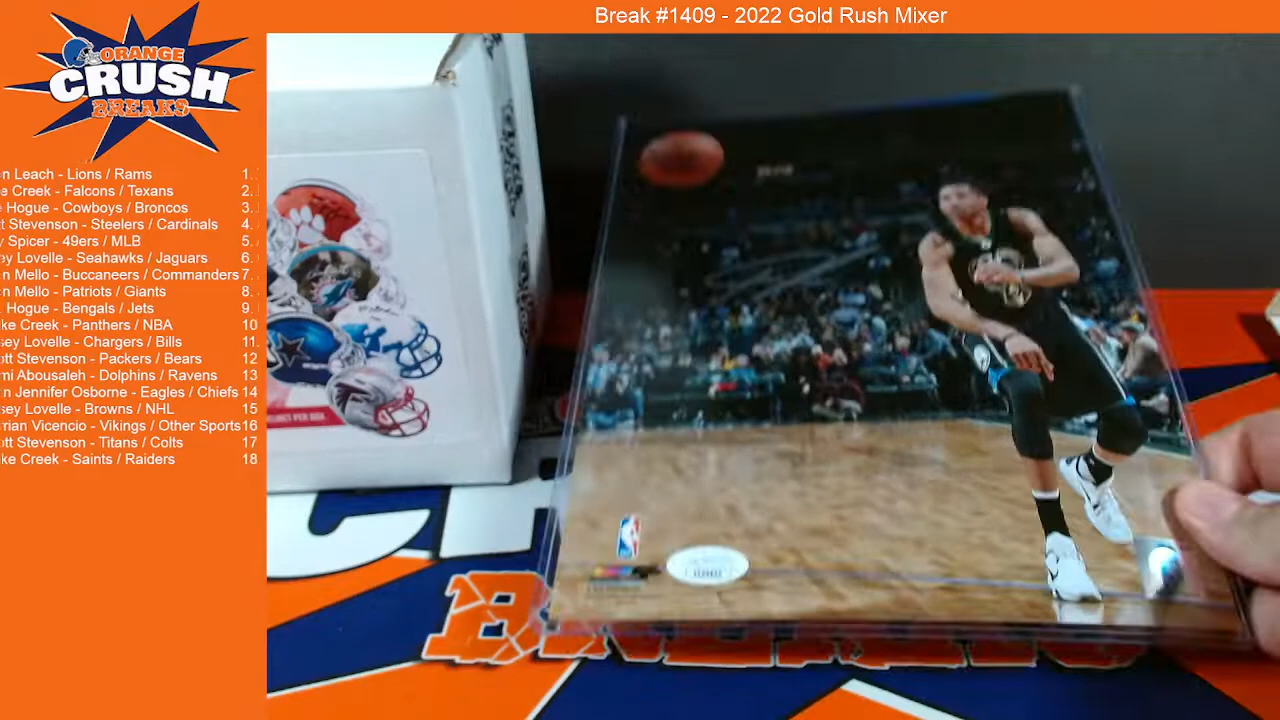 Break #1409 - 2022 Gold Rush Mixer
ORANGE
CRUSH
BREAKS
n Leach - Lions / Rams 1.
e Creek - Falcons / Texans 2.
Hogue - Cowboys / Broncos 3.
t Stevenson - Steelers / Cardinals 4.
y Spicer - 49ers / MLB 5.
ey Lovelle - Seahawks / Jaguars 6.
n Mello - Buccaneers / Commanders 7.
n Mello - Patriots / Giants 8.
. Hogue - Bengals / Jets 9.
ke Creek - Panthers / NBA 10
sey Lovelle - Chargers / Bills 11.
ott Stevenson - Packers / Bears 12
mi Abousaleh - Dolphins / Ravens 13
n Jennifer Osborne - Eagles / Chiefs 14
sey Lovelle - Browns / NHL 15
rian Vicencio - Vikings / Other Sports 16
ott Stevenson - Titans / Colts 17
ke Creek - Saints / Raiders 18